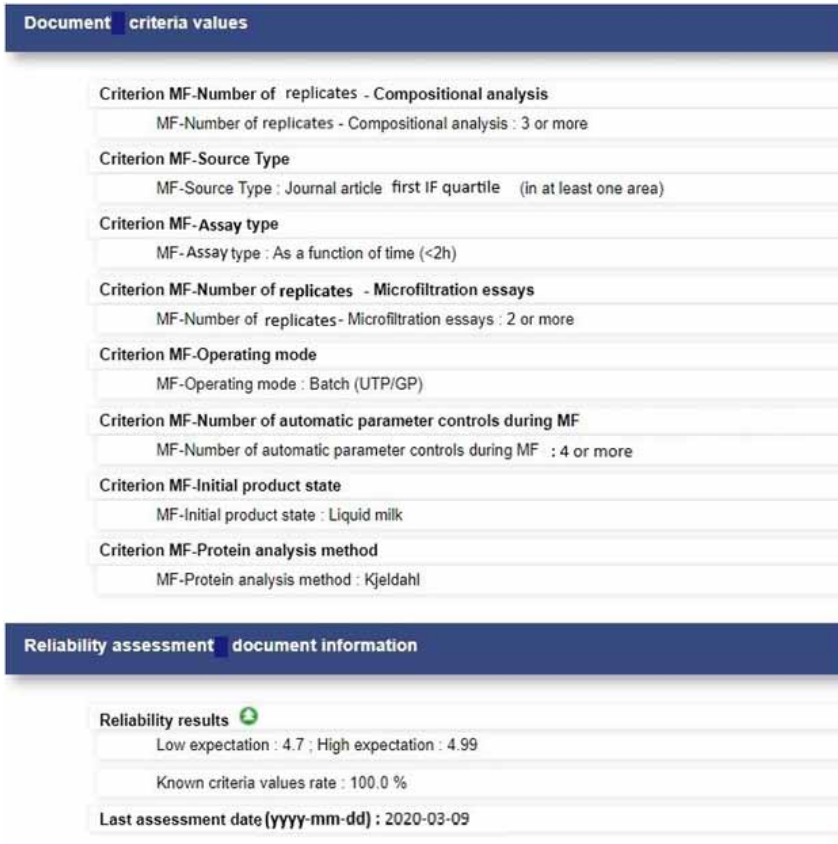 Document criteria values
Criterion MF-Number of replicates - Compositional analysis
MF-Number of replicates - Compositional analysis : 3 or more
Criterion MF-Source Type
MF-Source Type : Journal article first IF quartile (in at least one area)
Criterion MF-Assay type
MF-Assay type : As a function of time (<2h)
Criterion MF-Number of replicates - Microfiltration essays
MF-Number of replicates- Microfiltration essays : 2 or more
Criterion MF-Operating mode
MF-Operating mode : Batch (UTP/GP)
Criterion MF-Number of automatic parameter controls during MF
MF-Number of automatic parameter controls during MF : 4 or more
Criterion MF-Initial product state
MF-Initial product state : Liquid milk
Criterion MF-Protein analysis method
MF-Protein analysis method : Kjeldahl
Reliability assessment document information
Reliability results
Low expectation : 4.7 ; High expectation : 4.99
Known criteria values rate : 100.0 %
Last assessment date (yyyy-mm-dd) : 2020-03-09